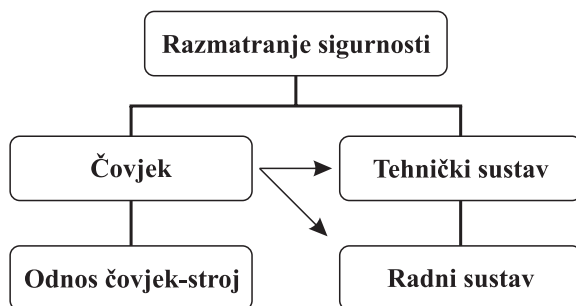 Razmatranje sigurnosti
Čovjek
Tehnički sustav
Odnos čovjek-stroj
Radni sustav